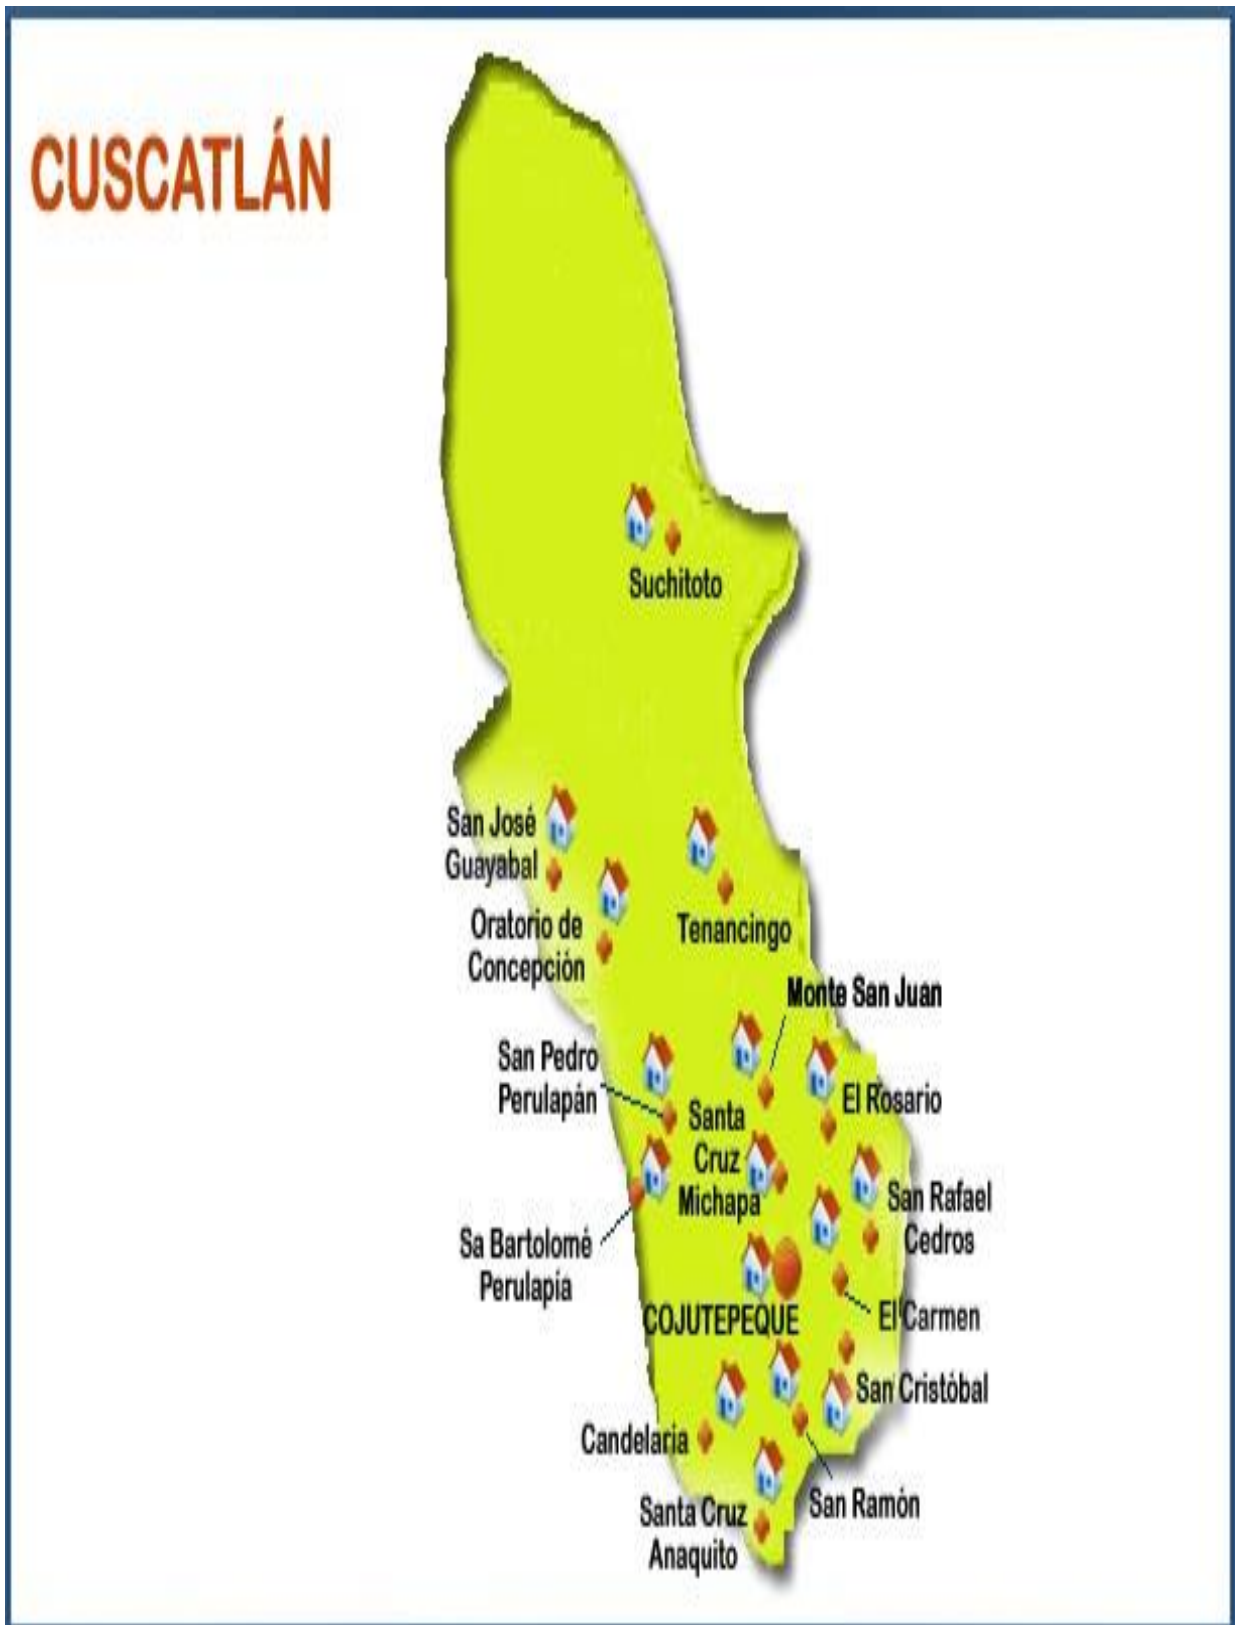 CUSCATLÁN
Suchitoto
San José
Guayabal
Oratorio de
Concepción
Tenancingo
Monte San Juan
San Pedro
Perulapán
El Rosario
Santa
Cruz
Michapa
San Rafael
Cedros
Sa Bartolomé
Perulapia
COJUTEPEQUE
El Carmen
San Cristóbal
Candelaria
San Ramón
Santa Cruz
Anaquito